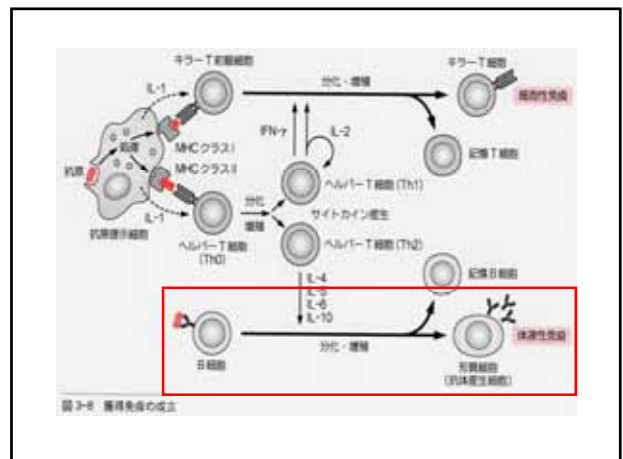 キラーT前駆細胞
キラーT細胞
IL-1
分化・増殖
細胞性免疫
IFN-γ
IL-2
処理
MHCクラスI
記憶T細胞
抗原
MHCクラスII
ヘルパーT細胞(Th1)
IL-1
分化
増殖
サイトカイン産生
抗原提示細胞
ヘルパーT細胞
(Th0)
ヘルパーT細胞(Th2)
IL-4
IL-5
IL-6
IL-10
記憶B細胞
分化・増殖
体液性免疫
B細胞
形質細胞
(抗体産生細胞)
図3-8 獲得免疫の成立